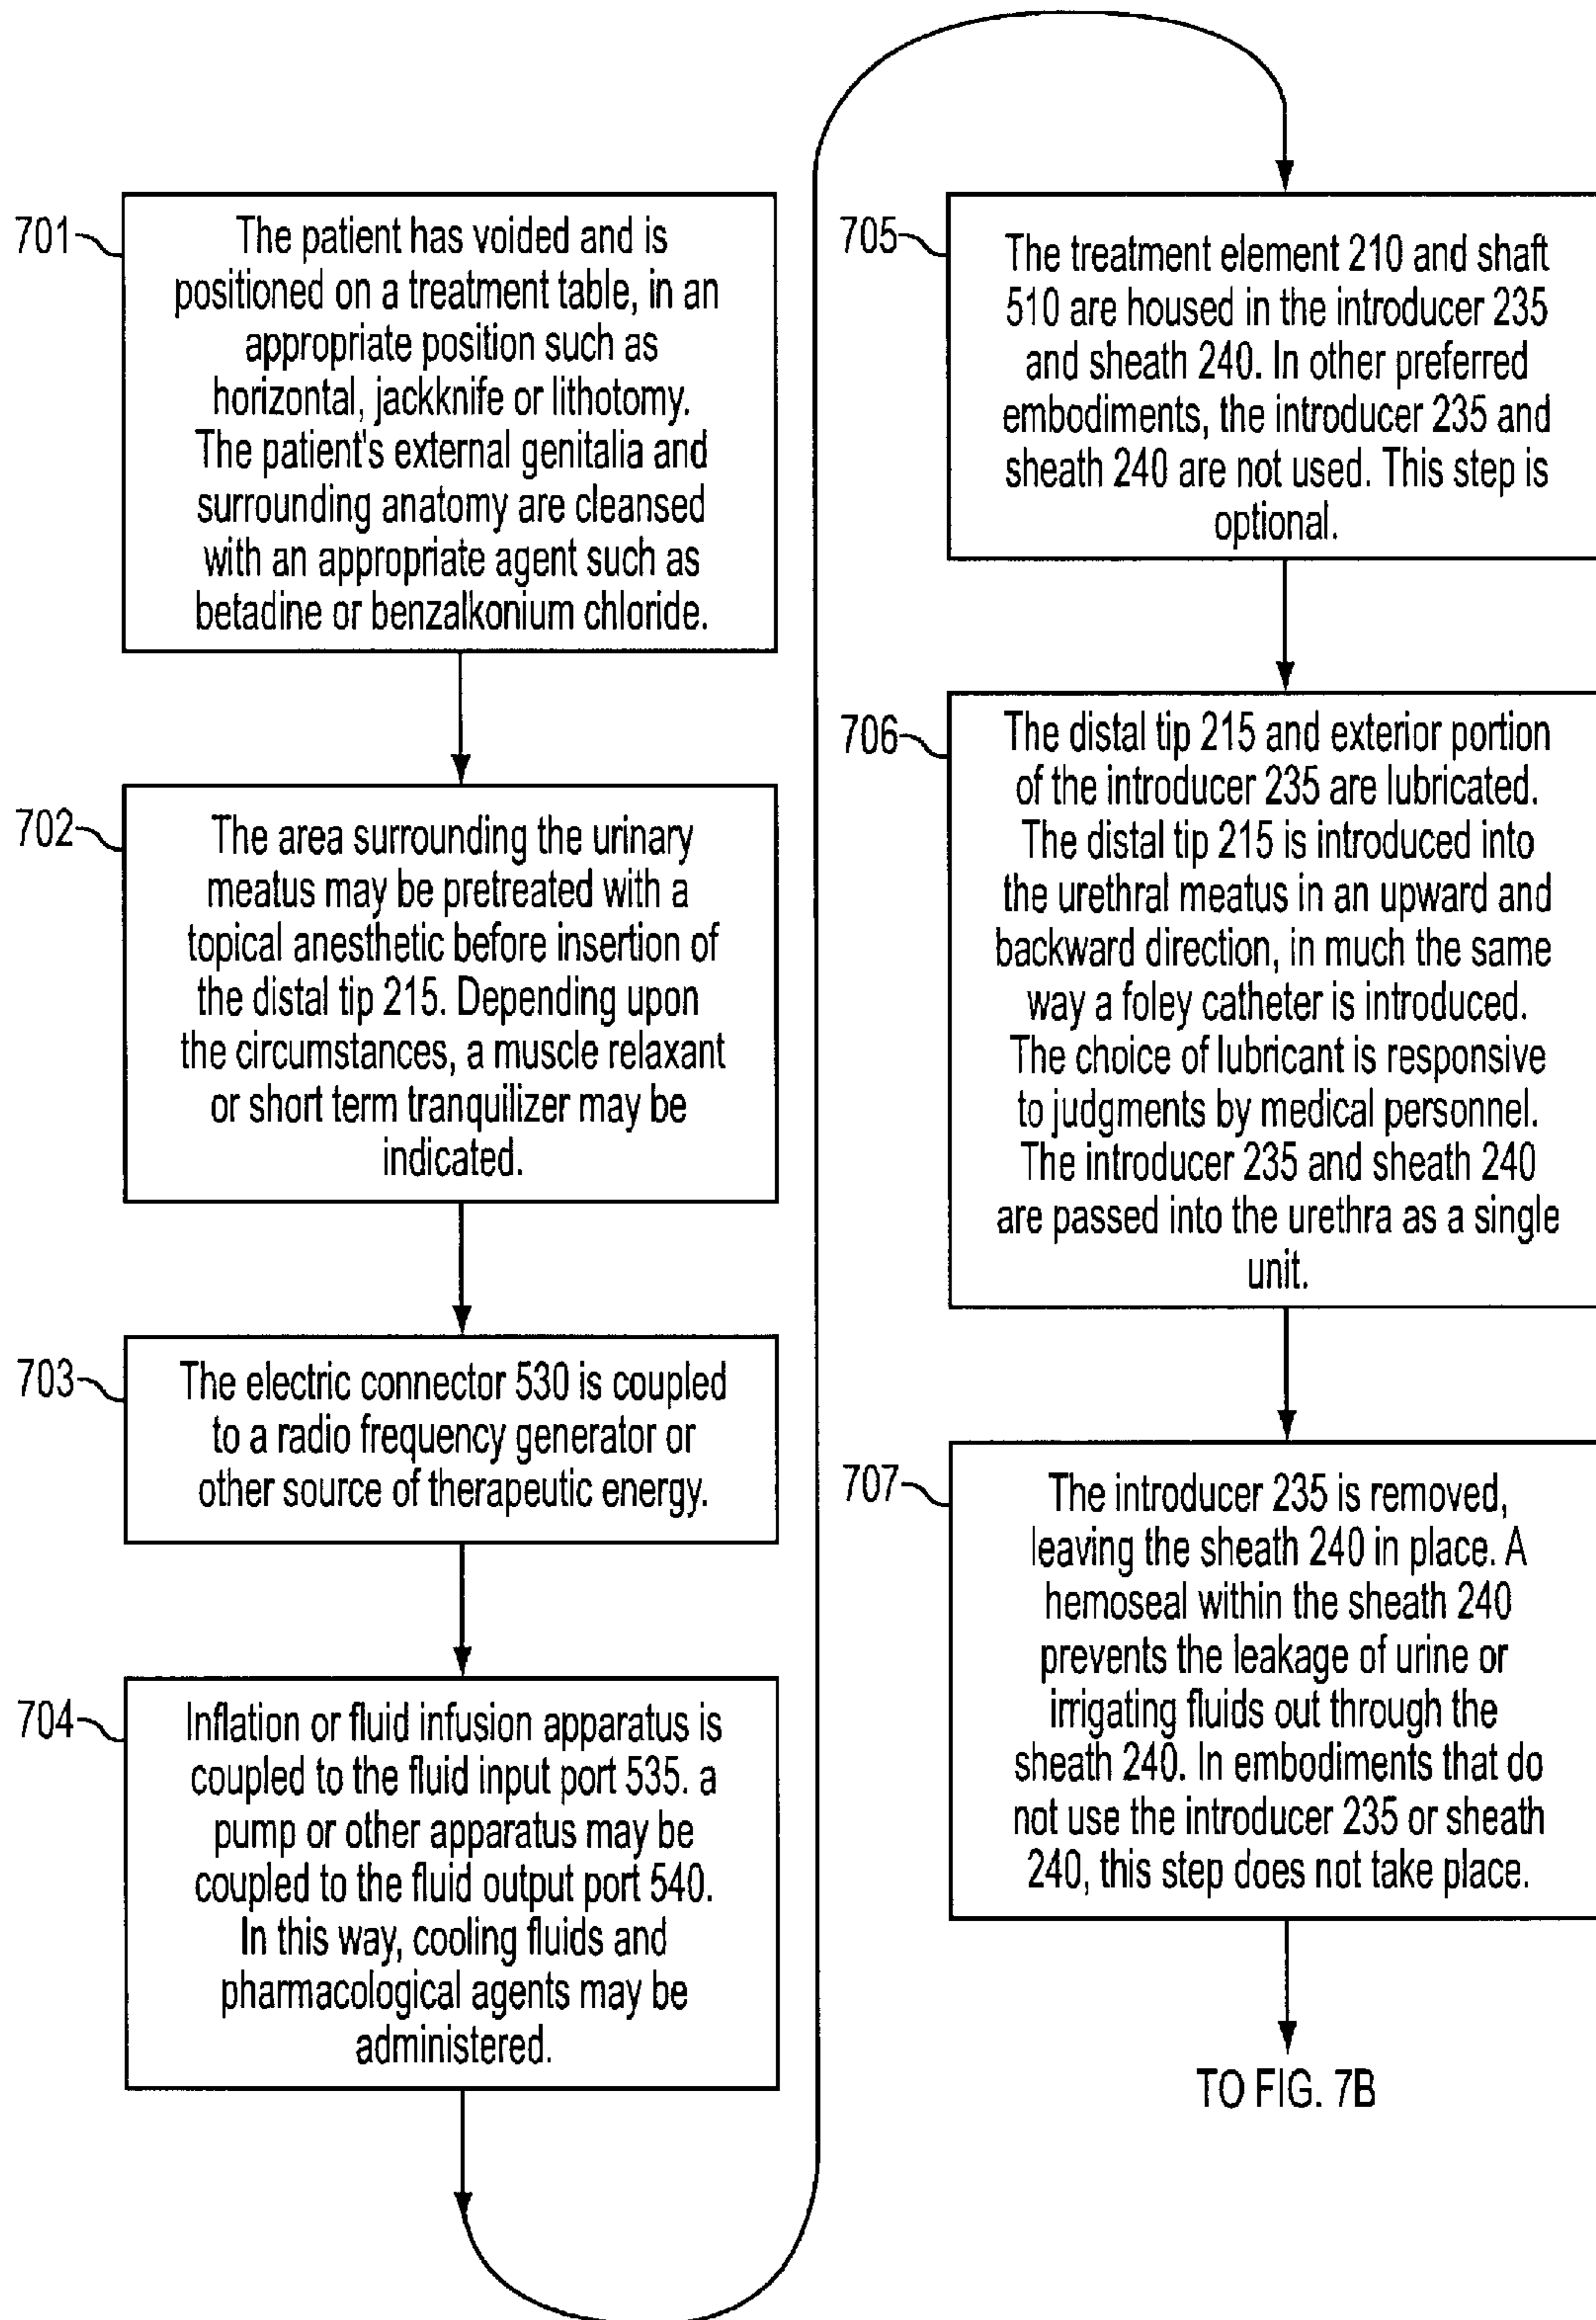 701
The patient has voided and is
positioned on a treatment table, in an
appropriate position such as
horizontal, jackknife or lithotomy.
The patient's external genitalia and
surrounding anatomy are cleansed
with an appropriate agent such as
betadine or benzalkonium chloride.
702
The area surrounding the urinary
meatus may be pretreated with a
topical anesthetic before insertion of
the distal tip 215. Depending upon
the circumstances, a muscle relaxant
or short term tranquilizer may be
indicated.
703
The electric connector 530 is coupled
to a radio frequency generator or
other source of therapeutic energy.
704
Inflation or fluid infusion apparatus is
coupled to the fluid input port 535. a
pump or other apparatus may be
coupled to the fluid output port 540.
In this way, cooling fluids and
pharmacological agents may be
administered.
705
The treatment element 210 and shaft
510 are housed in the introducer 235
and sheath 240. In other preferred
embodiments, the introducer 235 and
sheath 240 are not used. This step is
optional.
706
The distal tip 215 and exterior portion
of the introducer 235 are lubricated.
The distal tip 215 is introduced into
the urethral meatus in an upward and
backward direction, in much the same
way a foley catheter is introduced.
The choice of lubricant is responsive
to judgments by medical personnel.
The introducer 235 and sheath 240
are passed into the urethra as a single
unit.
707
The introducer 235 is removed,
leaving the sheath 240 in place. A
hemoseal within the sheath 240
prevents the leakage of urine or
irrigating fluids out through the
sheath 240. In embodiments that do
not use the introducer 235 or sheath
240, this step does not take place.
TO FIG. 7B